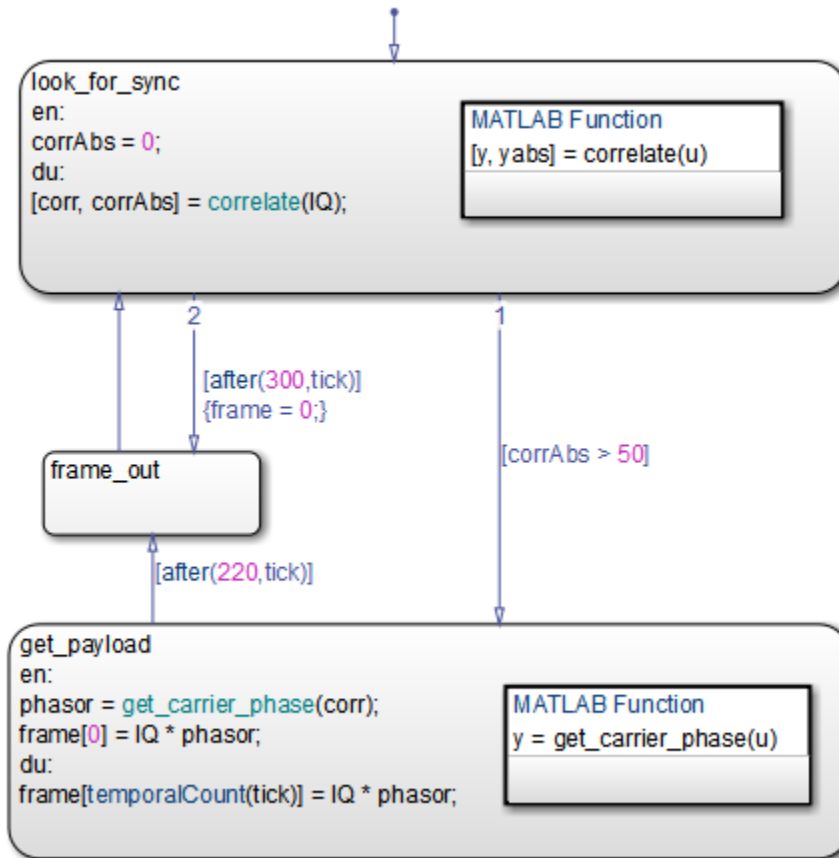 look_for_sync
en:
corrAbs = 0;
du:
[corr, corrAbs] = correlate(IQ);
MATLAB Function
[y, yabs] = correlate(u)
2
1
[after(300,tick)]
{frame = 0;}
[corrAbs > 50]
frame_out
[after(220,tick)]
get_payload
en:
phasor = get_carrier_phase(corr);
frame[0] = IQ * phasor;
du:
frame[temporalCount(tick)] = IQ * phasor;
MATLAB Function
y = get_carrier_phase(u)